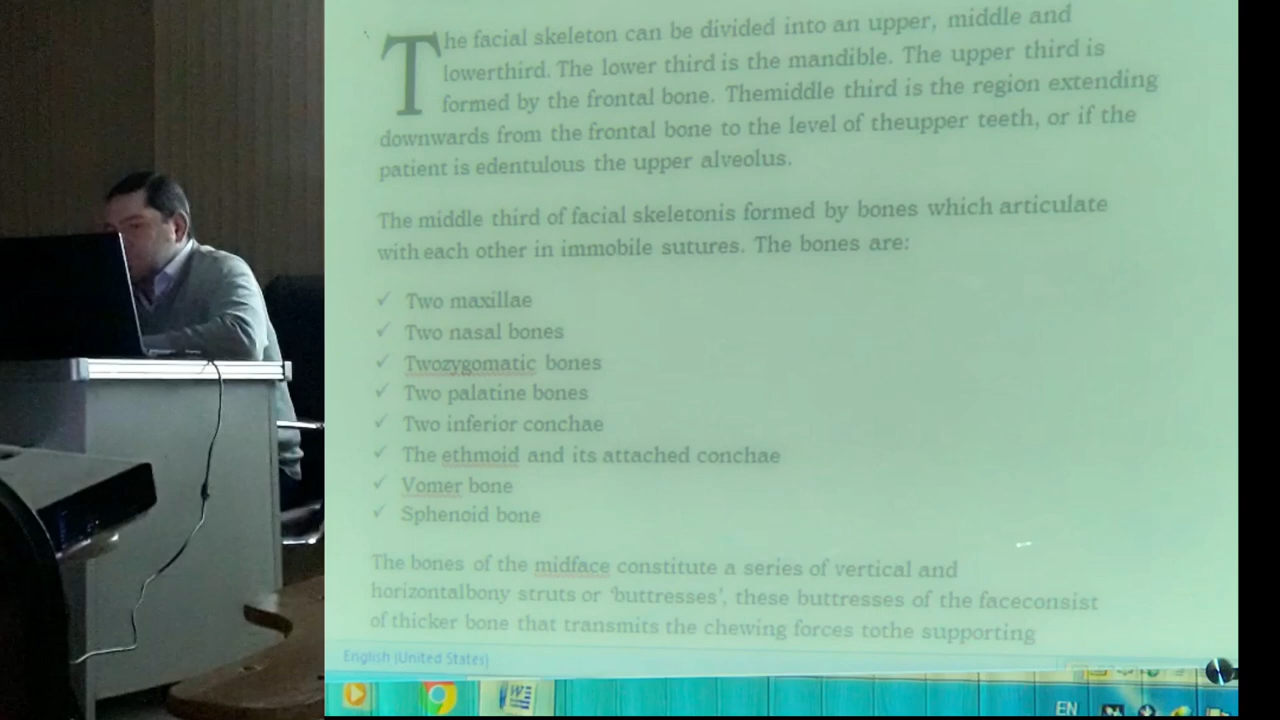 The facial skeleton can be divided into an upper, middle and
lowerthird. The lower third is the mandible. The upper third is
formed by the frontal bone. Themiddle third is the region extending
downwards from the frontal bone to the level of theupper teeth, or if the
patient is edentulous the upper alveolus.
The middle third of facial skeletonis formed by bones which articulate
with each other in immobile sutures. The bones are:
✓ Two maxillae
✓ Two nasal bones
✓ Twozygomatic bones
✓ Two palatine bones
✓ Two inferior conchae
✓ The ethmoid and its attached conchae
✓ Vomer bone
✓ Sphenoid bone
The bones of the midface constitute a series of vertical and
horizontalbony struts or ‘buttresses’, these buttresses of the faceconsist
of thicker bone that transmits the chewing forces tothe supporting
English (United States)
EN